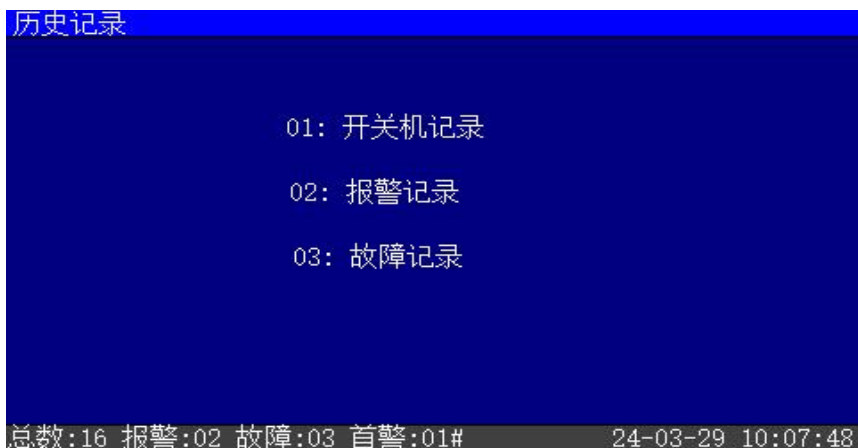 历史记录
01: 开关机记录
02: 报警记录
03: 故障记录
总数:16 报警:02 故障:03 首警:01# 24-03-29 10:07:48